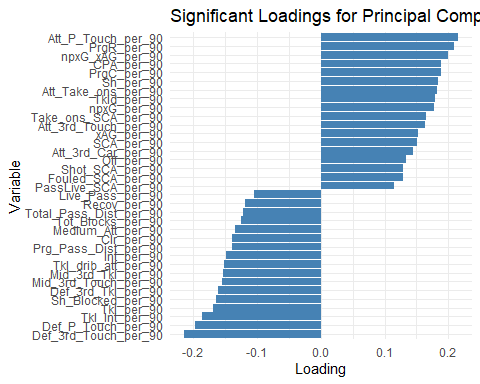 Significant Loadings for Principal Comp
Att_P_Touch_per_90
PrgR_per_90
npxG_xAG_per_90
CPA_per_90
PrgC_per_90
Sh_per_90
Att_Take_ons_per_90
Tkld_per_90
npxG_per_90
Take_ons_SCA_per_90
Att_3rd_Touch_per_90
xAG_per_90
SCA_per_90
Att_3rd_Car_per_90
Off_per_90
Shot_SCA_per_90
Fouled_SCA_per_90
PassLive_SCA_per_90
Live_Pass_per_90
Recov_per_90
Total_Pass_Dist_per_90
Tot_Blocks_per_90
Medium_Att_per_90
Clr_per_90
Prg_Pass_Dist_per_90
Int_per_90
Tkl_drib_att_per_90
Mid_3rd_Tkl_per_90
Mid_3rd_Touch_per_90
Def_3rd_Tkl_per_90
Sh_Blocked_per_90
Tkl_per_90
Tkl_Int_per_90
Def_P_Touch_per_90
Def_3rd_Touch_per_90
Variable
-0.2 -0.1 0.0 0.1 0.2
Loading